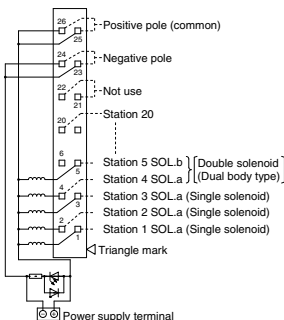 26
Positive pole (common)
25
24
Negative pole
23
22
Not use
21
Station 20
20
6
Station 5 SOL.b
Double solenoid
5
Station 4 SOL.a
(Dual body type)
4
Station 3 SOL.a (Single solenoid)
3
Station 2 SOL.a (Single solenoid)
2
Station 1 SOL.a (Single solenoid)
1
Triangle mark
Power supply terminal